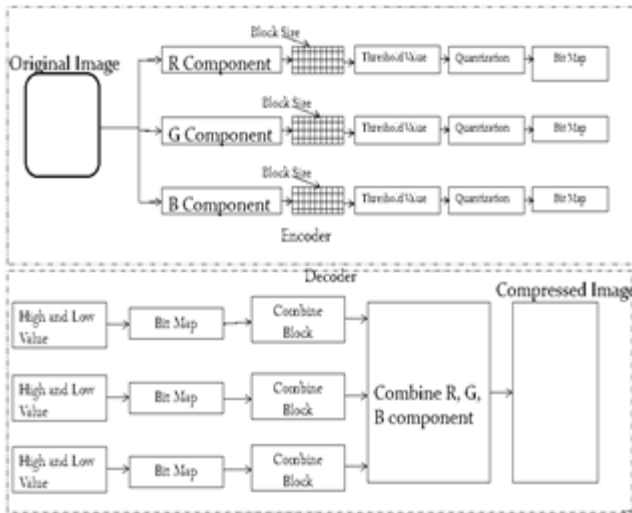 Block Size
Original Image
R Component
Threshold Value
Quantization
Bit Map
Block Size
G Component
Threshold Value
Quantization
Bit Map
Block Size
B Component
Threshold Value
Quantization
Bit Map
Encoder
Decoder
Compressed Image
High and Low
Value
Bit Map
Combine
Block
High and Low
Value
Bit Map
Combine
Block
Combine R, G,
B component
High and Low
Value
Bit Map
Combine
Block